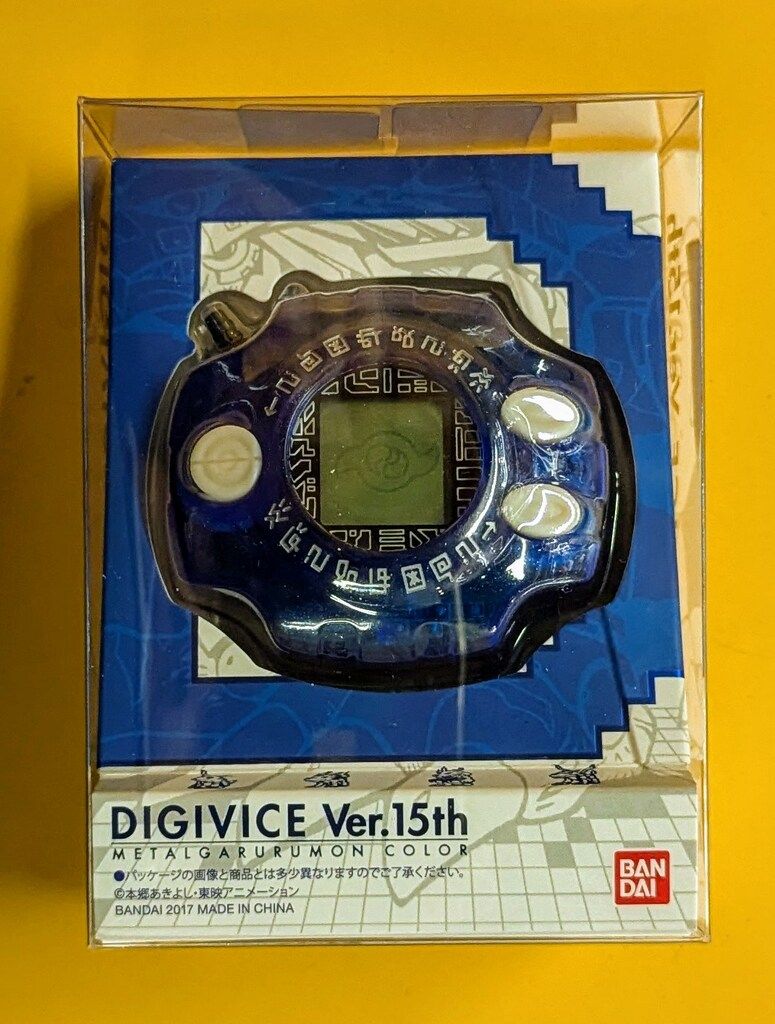 DIGIVICE Ver.15th
METALGARURUMON COLOR
●パッケージの画像と商品とは多少異なりますのでご了承ください。
©本郷あきよし・東映アニメーション
BANDAI 2017 MADE IN CHINA
BAN
DAI